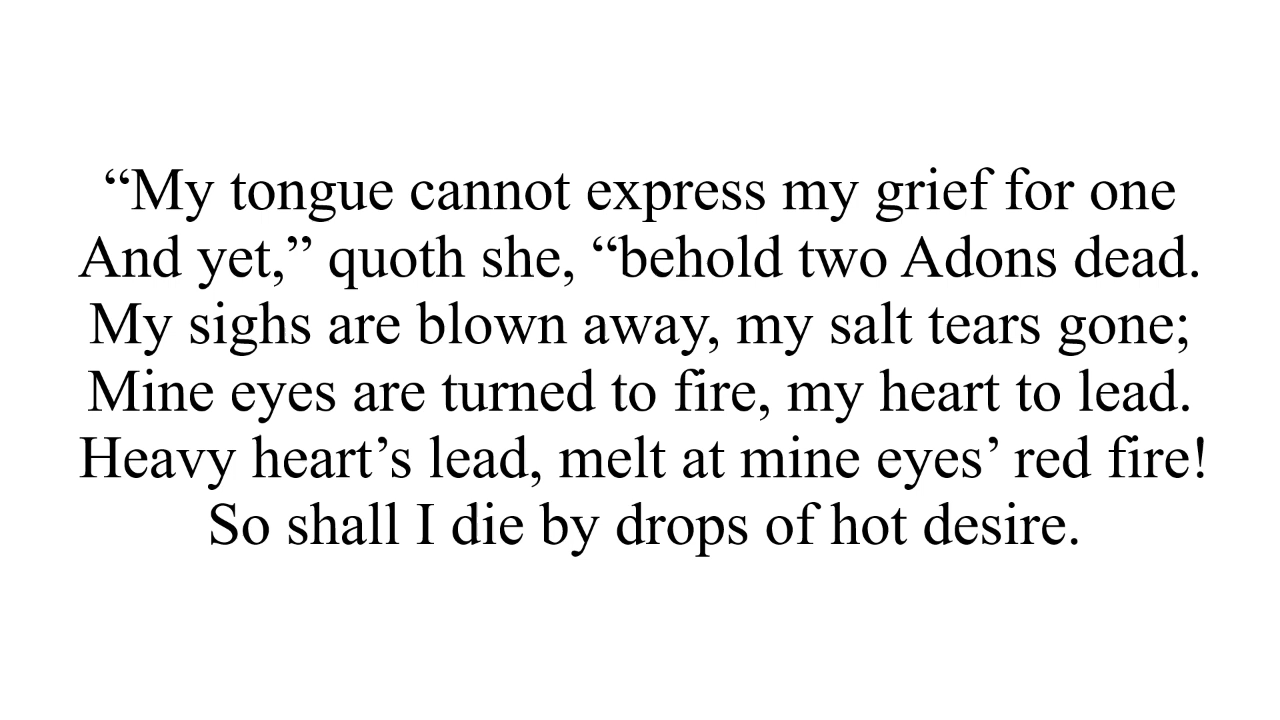 “My tongue cannot express my grief for one
And yet,” quoth she, “behold two Adons dead.
My sighs are blown away, my salt tears gone;
Mine eyes are turned to fire, my heart to lead.
Heavy heart’s lead, melt at mine eyes’ red fire!
So shall I die by drops of hot desire.